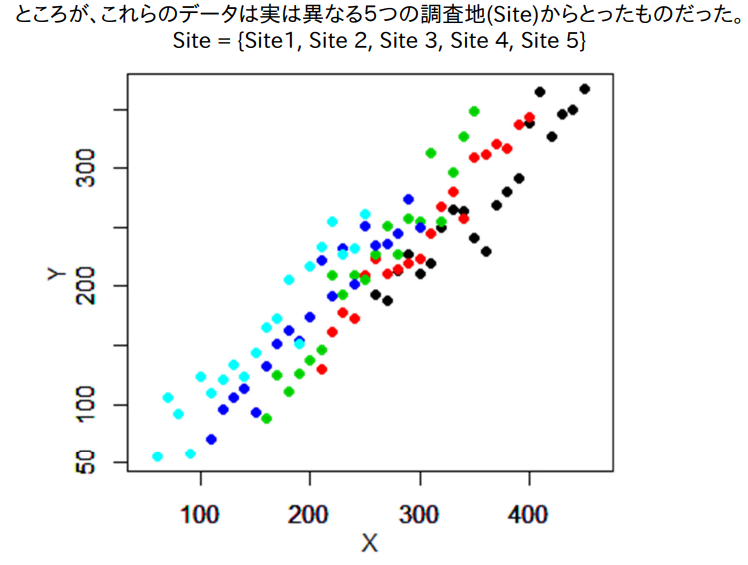 ところが、これらのデータは実は異なる5つの調査地(Site)からとったものだった。
Site = {Site1, Site 2, Site 3, Site 4, Site 5}
300
200
100
50
Y
100 200 300 400
X